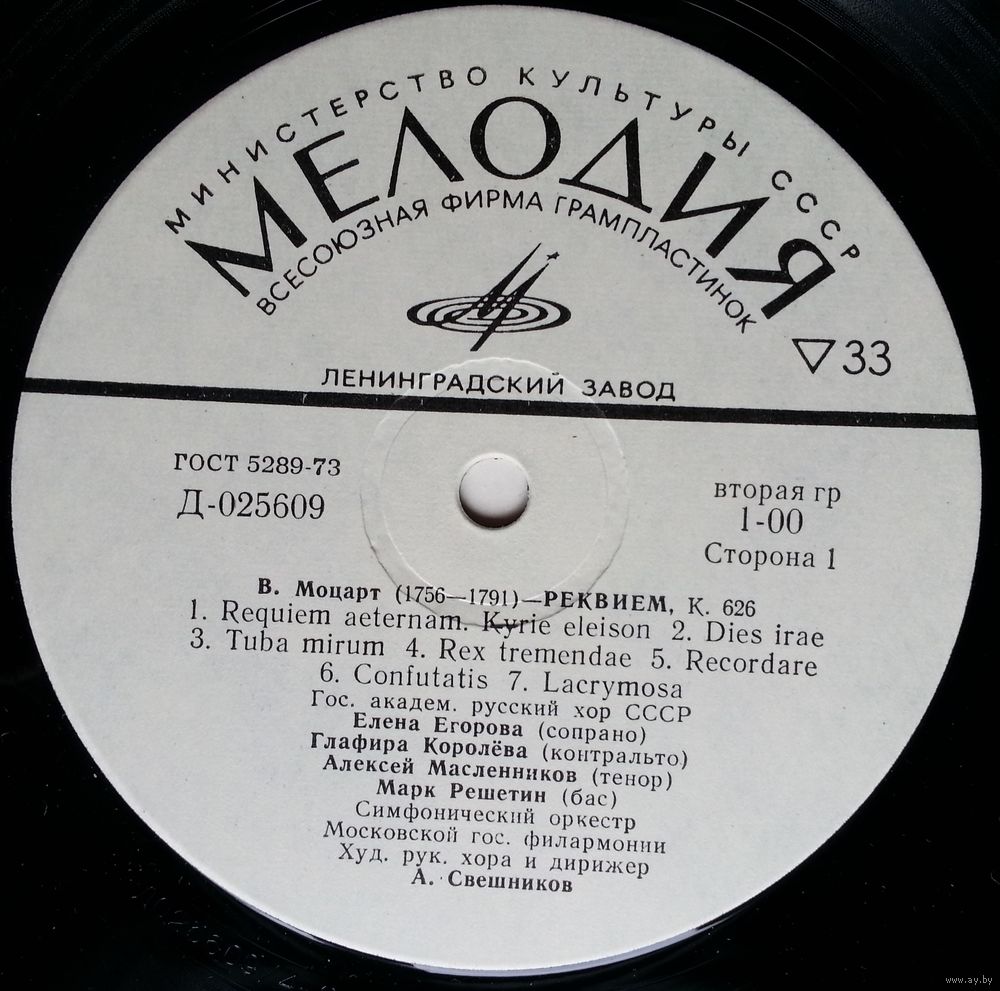 МИНИСТЕРСТВО КУЛЬТУРЫ СССР
МЕЛОДИЯ
ВСЕСОЮЗНАЯ ФИРМА ГРАМПЛАСТИНОК
33
ЛЕНИНГРАДСКИЙ ЗАВОД
ГОСТ 5289-73
Д-025609
вторая гр
1-00
Сторона 1
В. Моцарт (1756—1791)—РЕКВИЕМ, К. 626
1. Requiem aeternam. Kyrie eleison 2. Dies irae
3. Tuba mirum 4. Rex tremendae 5. Recordare
6. Confutatis 7. Lacrymosa
Гос. академ. русский хор СССР
Елена Егорова (сопрано)
Глафира Королёва (контральто)
Алексей Масленников (тенор)
Марк Решетин (бас)
Симфонический оркестр
Московской гос. филармонии
Худ. рук. хора и дирижер
А. Свешников
www.ay.by